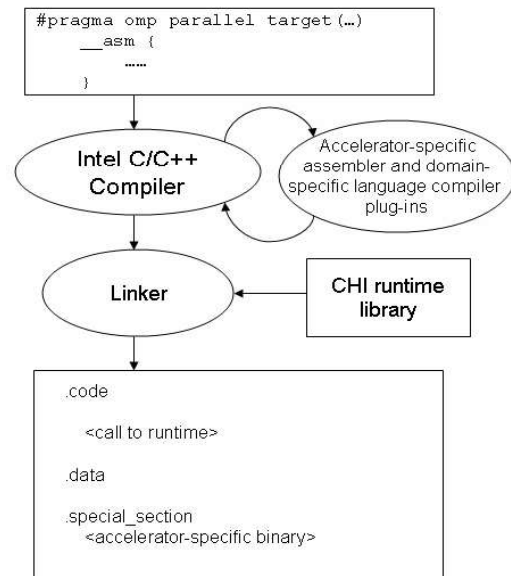 #pragma omp parallel target(…)
__asm {
……
}
Intel C/C++
Compiler
Accelerator-specific
assembler and domain-
specific language compiler
plug-ins
Linker
CHI runtime
library
.code
<call to runtime>
.data
.special_section
<accelerator-specific binary>